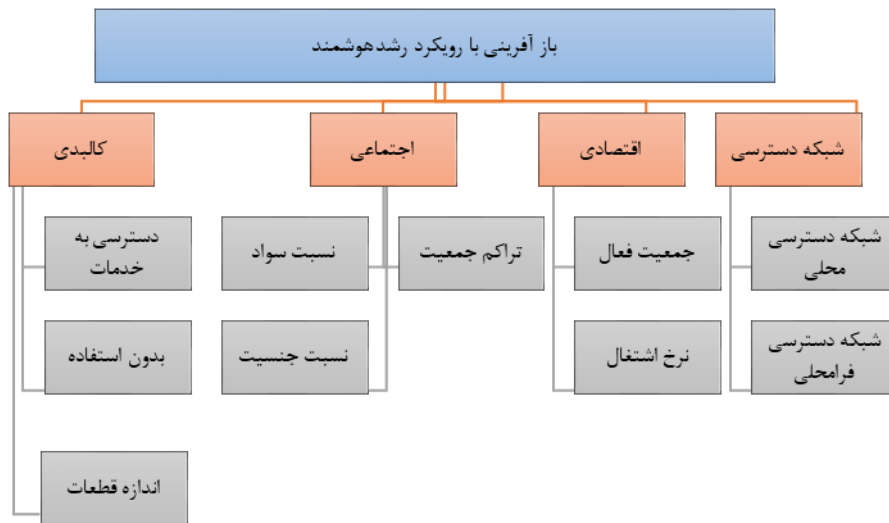 باز آفرینی با رویکرد رشدهوشمند
شبکه دسترسی
اقتصادی
اجتماعی
کالبدی
شبکه دسترسی
محلی
جمعیت فعال
تراکم جمعیت
نسبت سواد
دسترسی به
خدمات
شبکه دسترسی
فرامحلی
نرخ اشتغال
نسبت جنسیت
بدون استفاده
اندازه قطعات